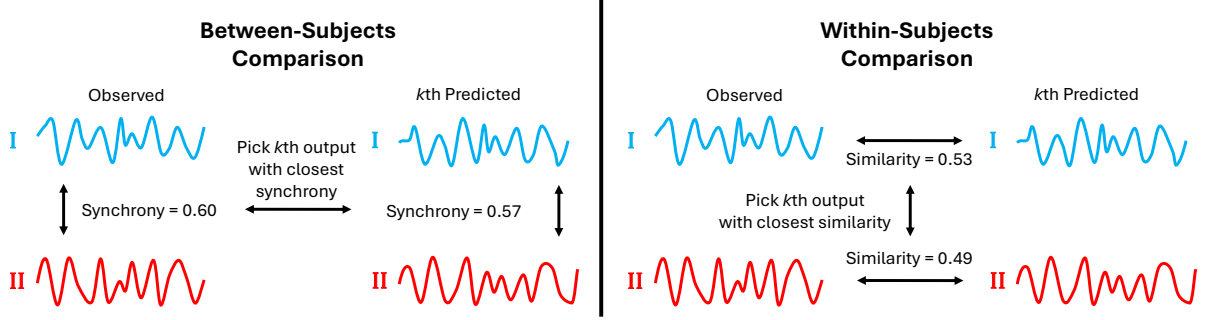 Between-Subjects
Comparison
Observed
kth Predicted
I
I
Pick kth output
with closest
synchrony
Synchrony = 0.60
Synchrony = 0.57
II
II
Within-Subjects
Comparison
Observed
kth Predicted
I
I
Similarity = 0.53
Pick kth output
with closest similarity
Similarity = 0.49
II
II